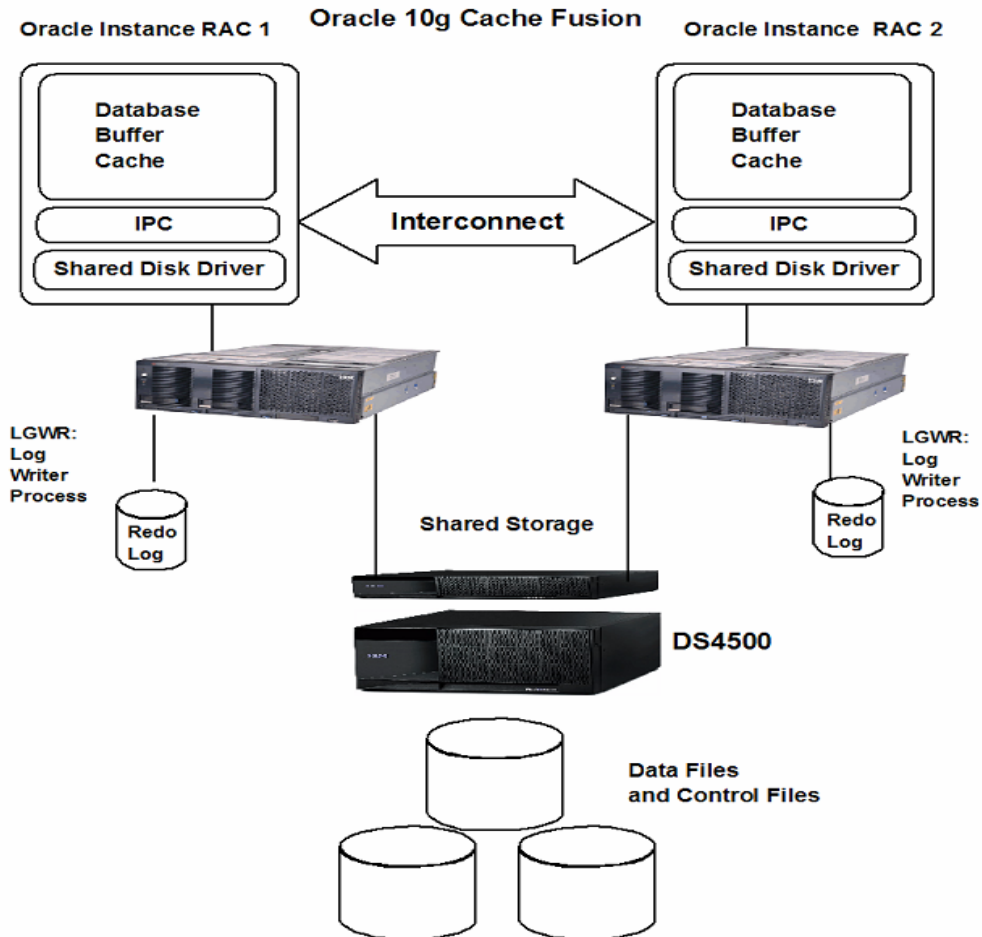 Oracle 10g Cache Fusion
Oracle Instance RAC 1
Oracle Instance RAC 2
Database
Buffer
Cache
IPC
Shared Disk Driver
Interconnect
Database
Buffer
Cache
IPC
Shared Disk Driver
LGWR:
Log
Writer
Process
Redo
Log
Shared Storage
LGWR:
Log
Writer
Process
Redo
Log
DS4500
Data Files
and Control Files